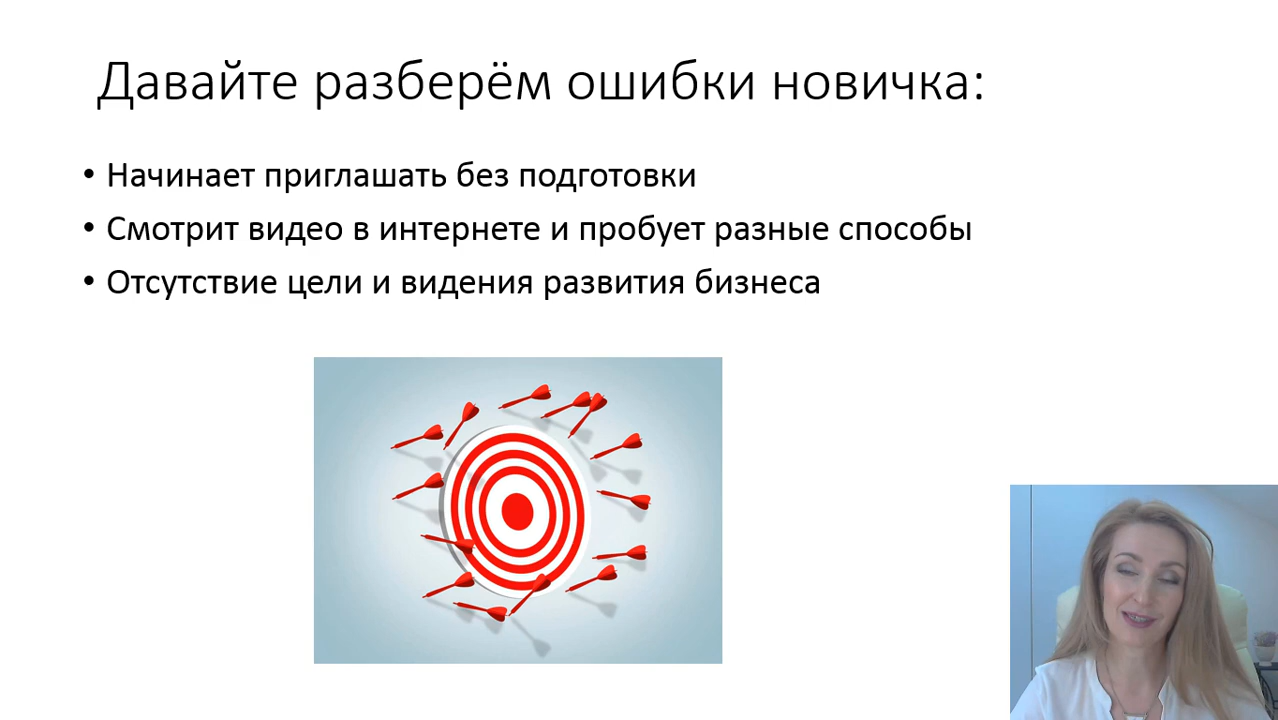 Давайте разберём ошибки новичка:
• Начинает приглашать без подготовки
• Смотрит видео в интернете и пробует разные способы
• Отсутствие цели и видения развития бизнеса